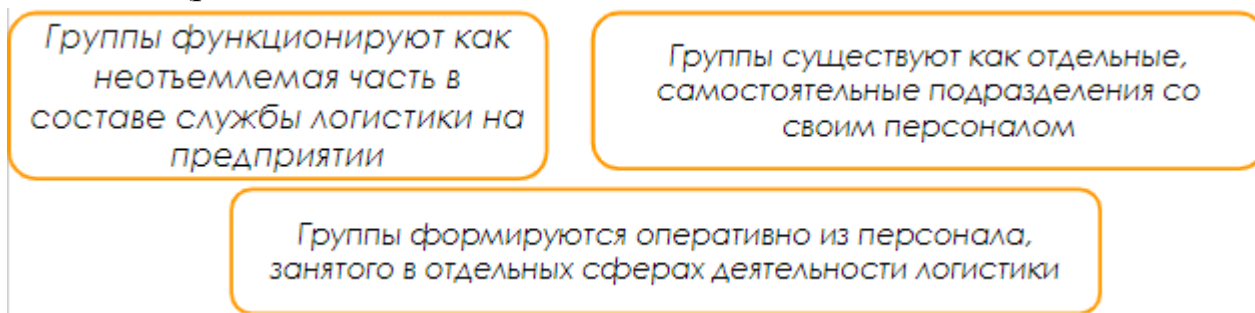 Группы функционируют как
неотъемлемая часть в
составе службы логистики на
предприятии
Группы существуют как отдельные,
самостоятельные подразделения со
своим персоналом
Группы формируются оперативно из персонала,
занятого в отдельных сферах деятельности логистики